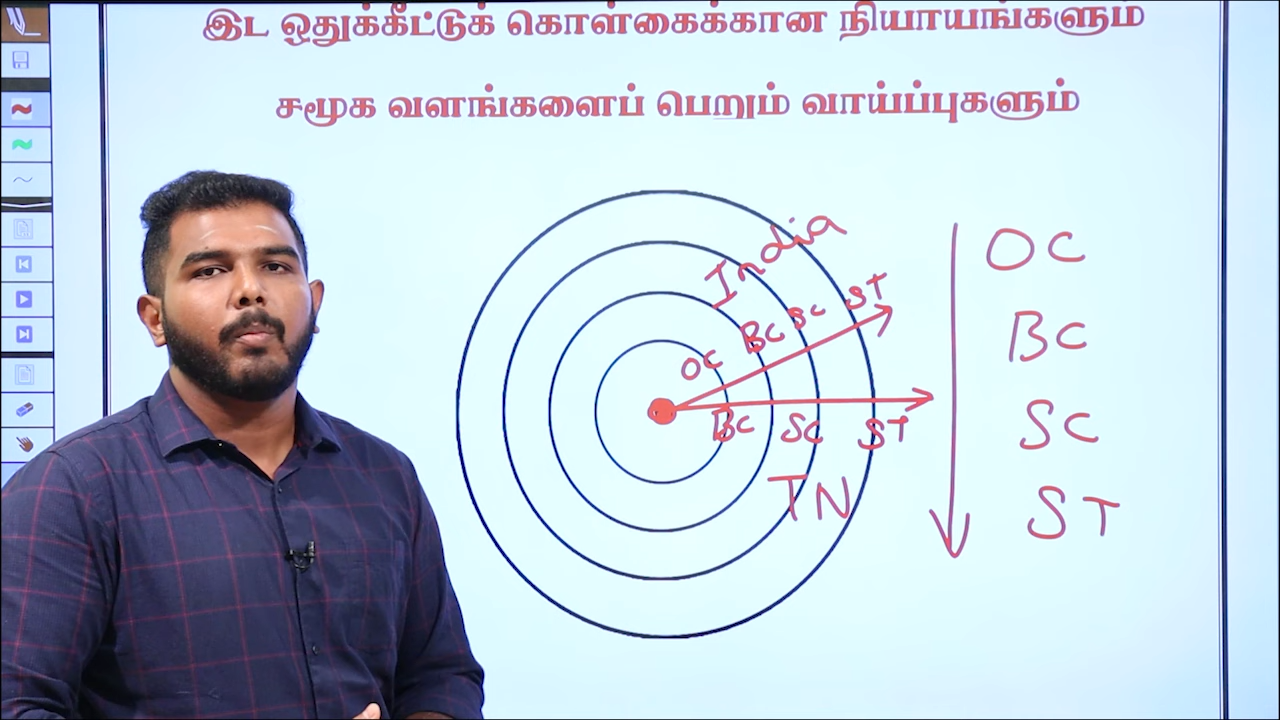 இட ஒதுக்கீட்டுக் கொள்கைக்கான நியாயங்களும்
சமூக வளங்களைப் பெறும் வாய்ப்புகளும்
India
OC BC SC ST
BC SC ST
TN
OC
BC
SC
ST